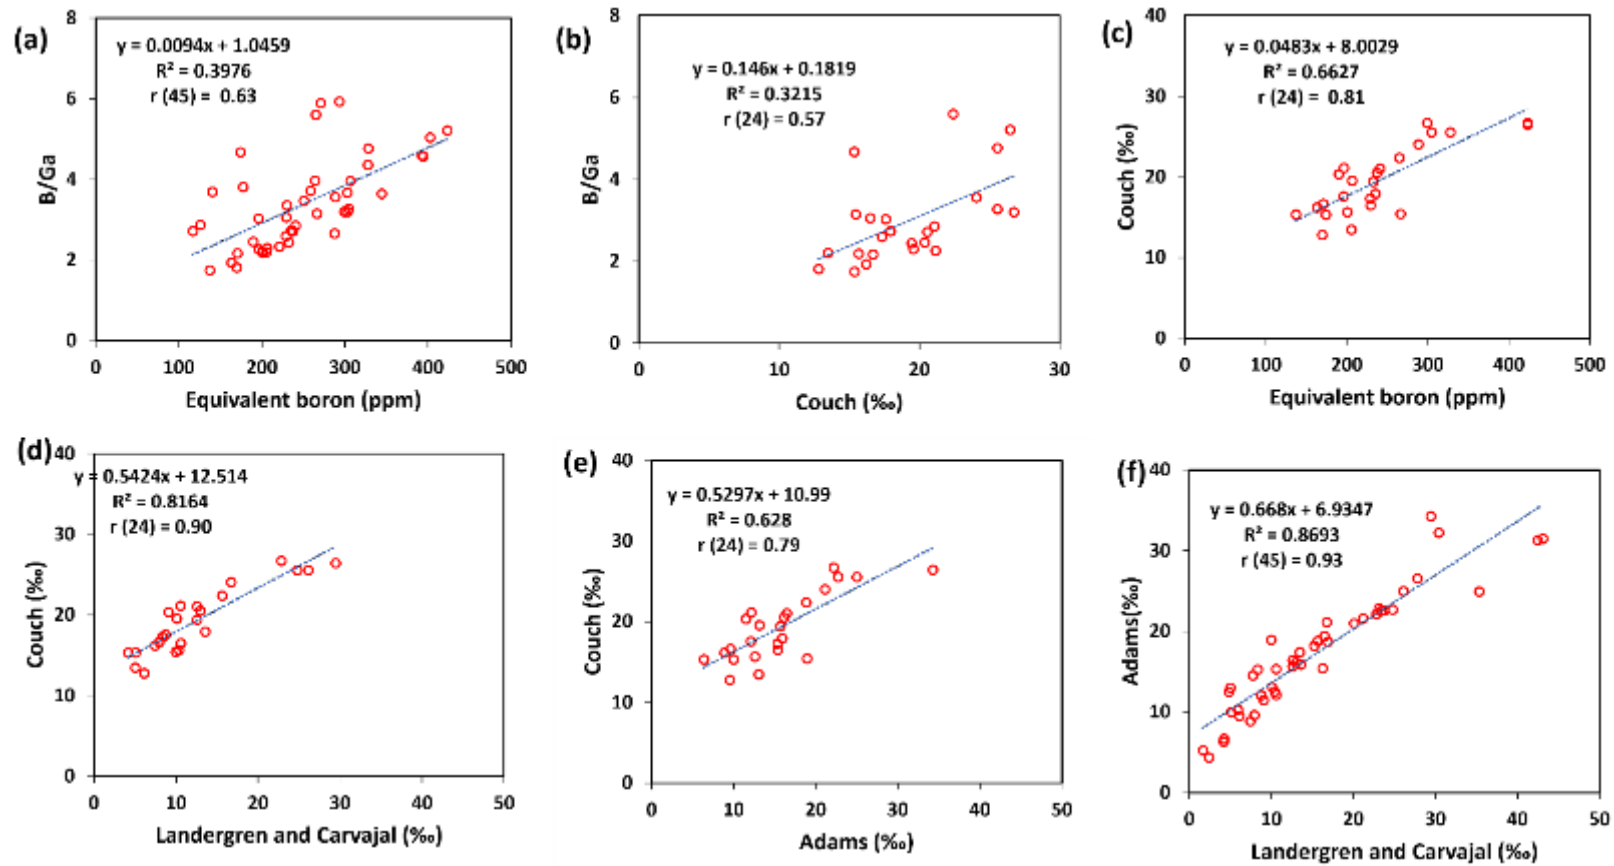 (a)
y = 0.0094x + 1.0459
R² = 0.3976
r (45) = 0.63
8
6
4
2
0
B/Ga
0 100 200 300 400 500
Equivalent boron (ppm)
(b)
y = 0.146x + 0.1819
R² = 0.3215
r (24) = 0.57
8
6
4
2
0
B/Ga
0 10 20 30
Couch (‰)
(c)
y = 0.0483x + 8.0029
R² = 0.6627
r (24) = 0.81
40
30
20
10
0
Couch (‰)
0 100 200 300 400 500
Equivalent boron (ppm)
(d)
y = 0.5424x + 12.514
R² = 0.8164
r (24) = 0.90
40
30
20
10
0
Couch (‰)
0 10 20 30 40 50
Landergren and Carvajal (‰)
(e)
y = 0.5297x + 10.99
R² = 0.628
r (24) = 0.79
40
30
20
10
0
Couch (‰)
0 10 20 30 40 50
Adams (‰)
(f)
y = 0.668x + 6.9347
R² = 0.8693
r (45) = 0.93
40
30
20
10
0
Adams(‰)
0 10 20 30 40 50
Landergren and Carvajal (‰)